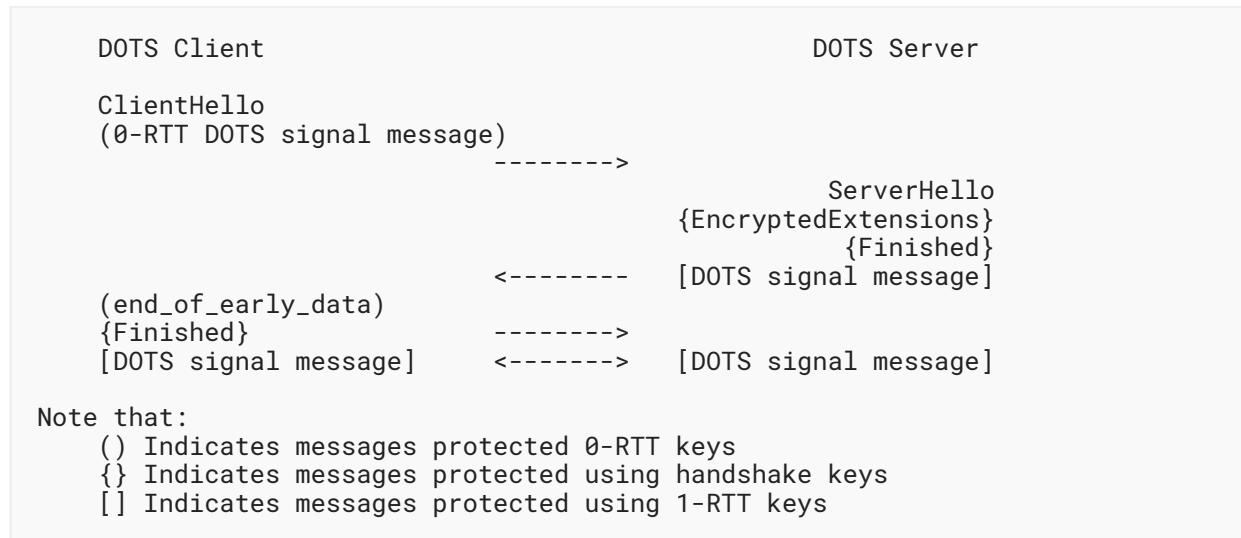 DOTS Client                                    DOTS Server
ClientHello
(0-RTT DOTS signal message)
-------->
ServerHello
{EncryptedExtensions}
{Finished}
<--------   [DOTS signal message]
(end_of_early_data)
{Finished}          -------->
[DOTS signal message]     <------->   [DOTS signal message]
Note that:
() Indicates messages protected 0-RTT keys
{} Indicates messages protected using handshake keys
[] Indicates messages protected using 1-RTT keys